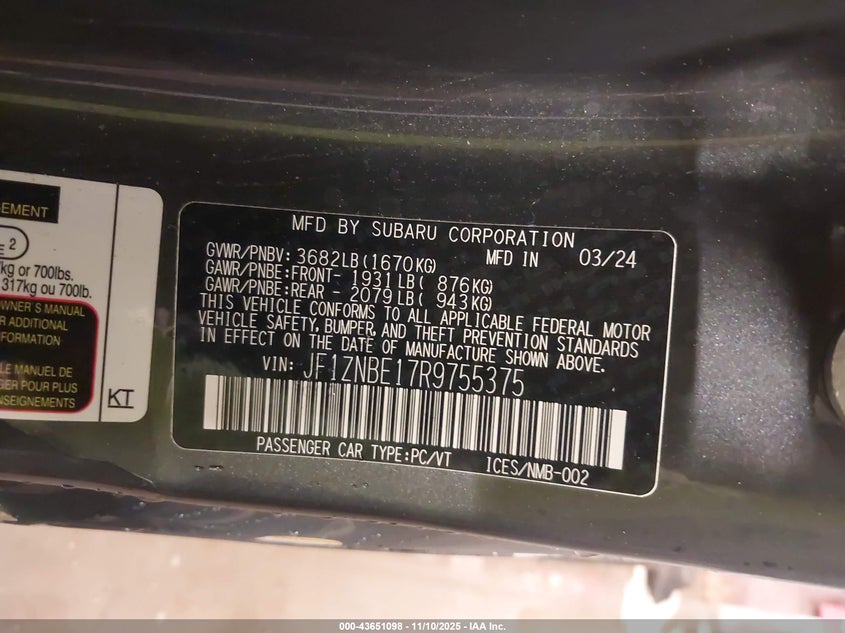 GEMENT
E 2
kg or 700lbs.
317kg ou 700lb.
OWNER S MANUAL
R ADDITIONAL
FORMATION
LE MANUEL DE
GER POUR PLUS
SEIGNEMENTS
KT
MFD BY SUBARU CORPORATION
GVWR/PNBV: 3682LB(1670KG) MFD IN 03/24
GAWR/PNBE:FRONT- 1931LB( 876KG)
GAWR/PNBE:REAR - 2079LB( 943KG)
THIS VEHICLE CONFORMS TO ALL APPLICABLE FEDERAL MOTOR
VEHICLE SAFETY, BUMPER, AND THEFT PREVENTION STANDARDS
IN EFFECT ON THE DATE OF MANUFACTURE SHOWN ABOVE.
VIN: JF1ZNBE17R9755375
PASSENGER CAR TYPE:PC/VT ICES/NMB-002
000-43651098 - 11/10/2025 - IAA Inc.